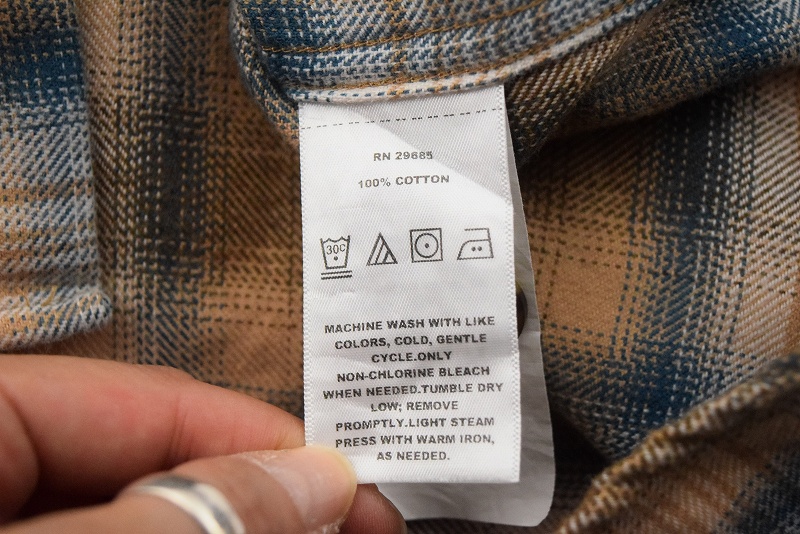 RN 29685
100% COTTON
30C
MACHINE WASH WITH LIKE
COLORS, COLD, GENTLE
CYCLE.ONLY
NON-CHLORINE BLEACH
WHEN NEEDED.TUMBLE DRY
LOW; REMOVE
PROMPTLY.LIGHT STEAM
PRESS WITH WARM IRON,
AS NEEDED.